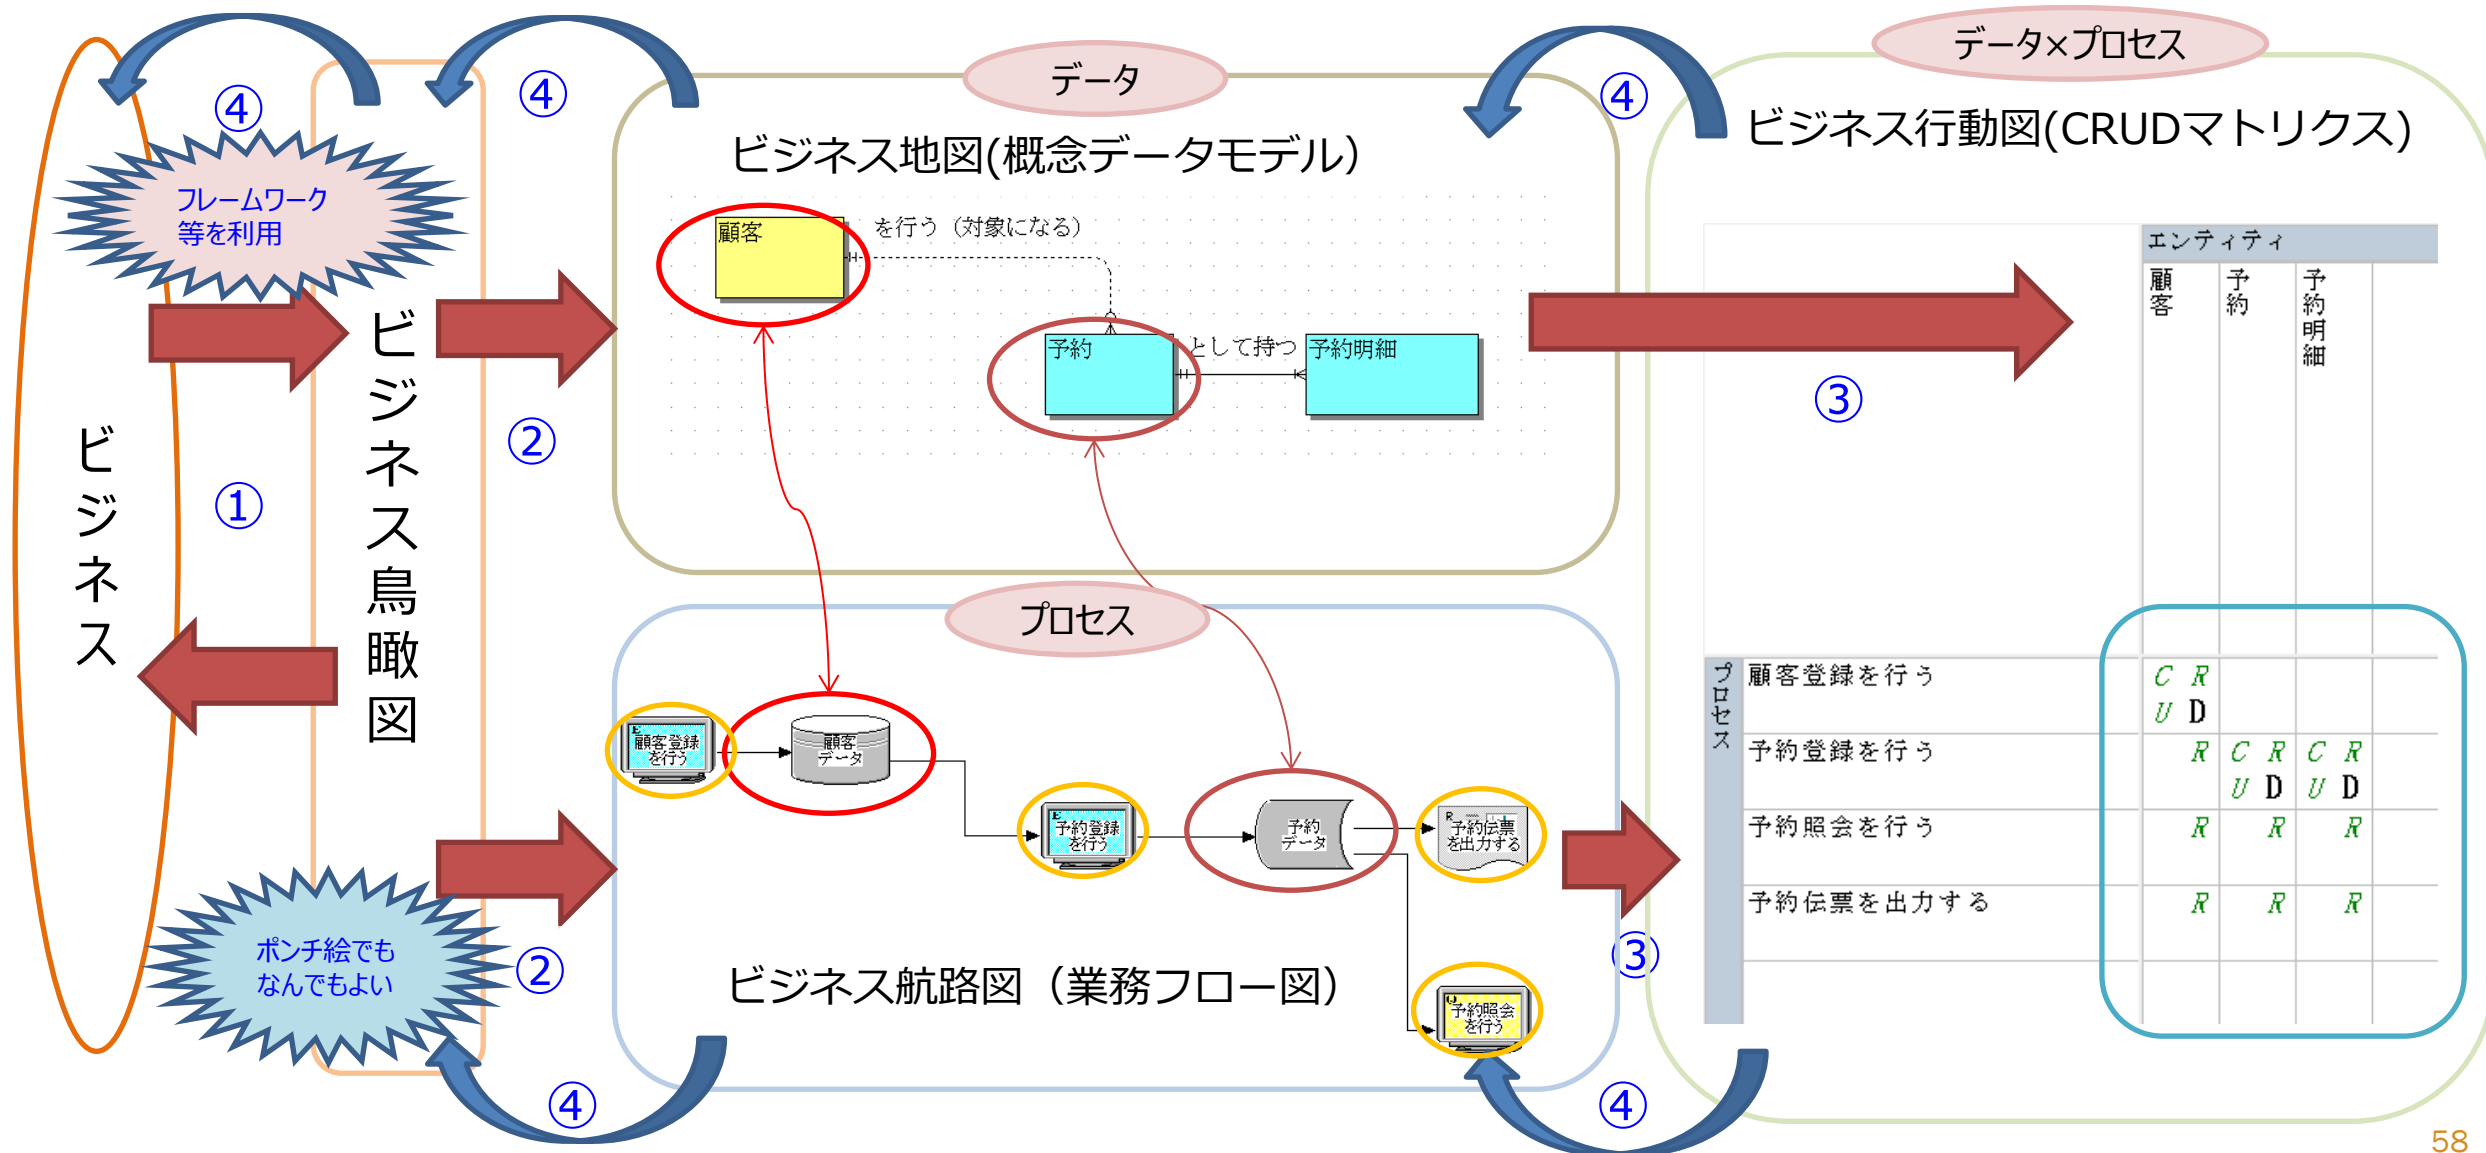 データ×プロセス
データ
④
④
④
ビジネス行動図(CRUDマトリクス)
ビジネス地図(概念データモデル）
フレームワーク
等を利用
顧客
を行う（対象になる）
予約
として持つ
予約明細
エンティティ
顧客
予約
予約明細
ビジネス
①
ビジネス鳥瞰図
②
③
プロセス
プロセス
顧客登録を行う
C R
U D
予約登録を行う
R C R C R
U D U D
予約照会を行う
R R R
予約伝票を出力する
R R R
E
顧客登録
を行う
顧客
データ
E
予約登録
を行う
予約
データ
R
予約伝票
を出力する
Q
予約照会
を行う
ポンチ絵でも
なんでもよい
②
ビジネス航路図（業務フロー図）
③
④
④
58